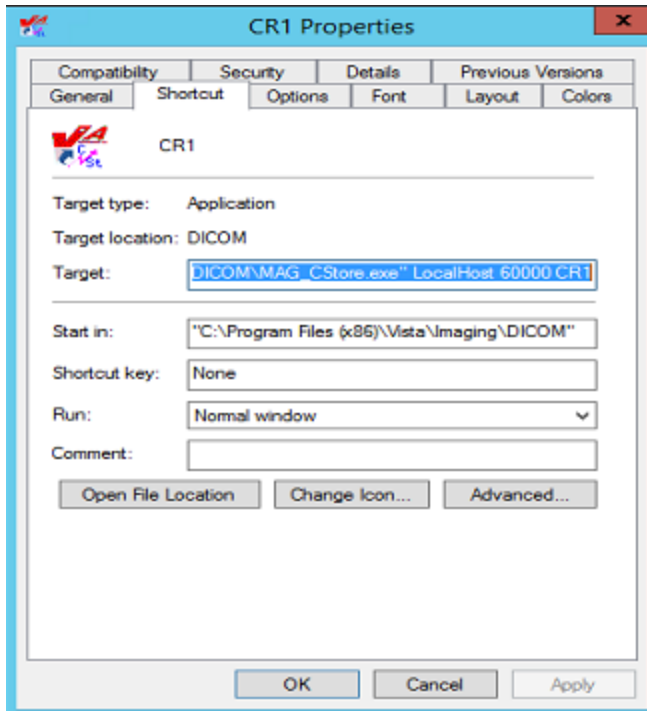 CR1 Properties
x
Compatibility Security Details Previous Versions
General Shortcut Options Font Layout Colors
CR1
Target type: Application
Target location: DICOM
Target: DICOM\MAG_CStore.exe" LocalHost 60000 CR1
Start in: "C:\Program Files (x86)\Vista\Imaging\DICOM"
Shortcut key: None
Run: Normal window
Comment:
Open File Location Change Icon... Advanced...
OK Cancel Apply